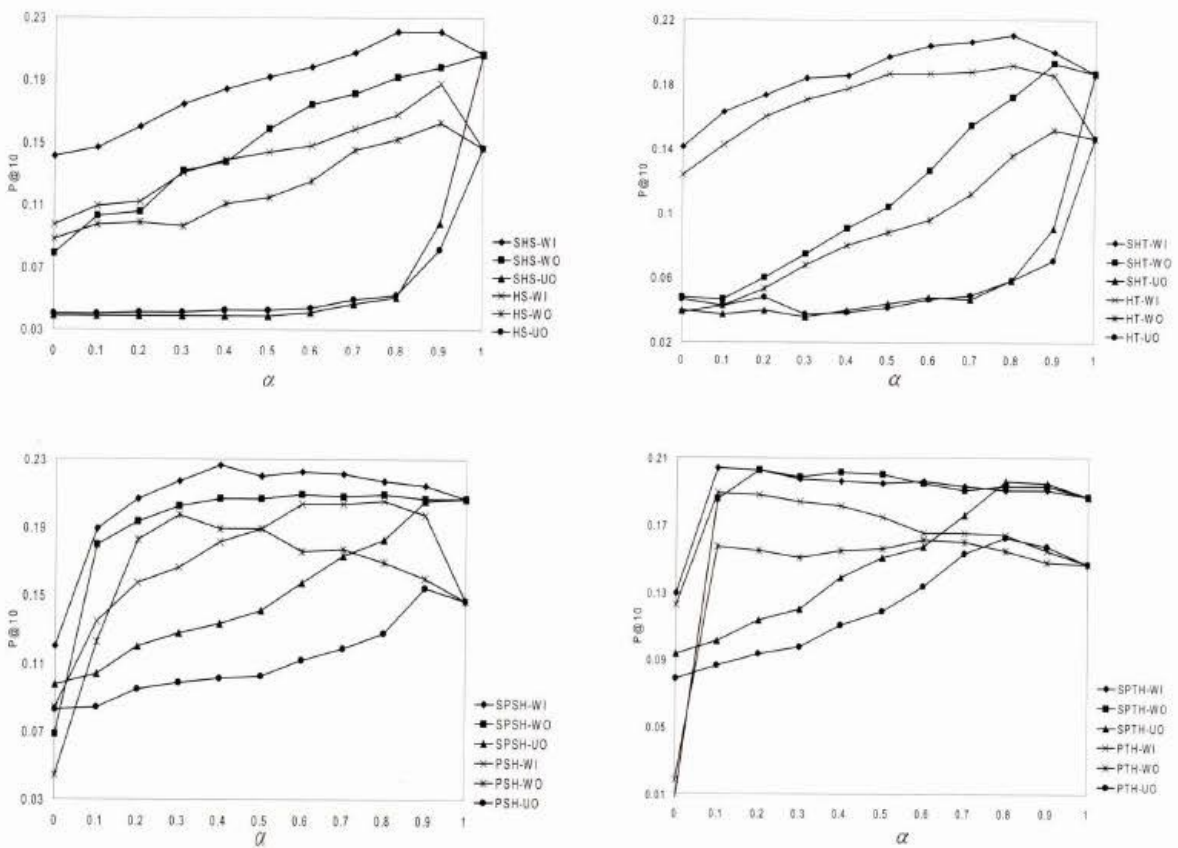 0.23
0.19
0.15
0.11
0.07
0.03
P@10
0 0.1 0.2 0.3 0.4 0.5 0.6 0.7 0.8 0.9 1
α
SHS-WI
SHS-WO
SHS-UO
HS-WI
HS-WO
HS-UO
0.22
0.18
0.14
0.1
0.06
0.02
P@10
0 0.1 0.2 0.3 0.4 0.5 0.6 0.7 0.8 0.9 1
α
SHT-WI
SHT-WO
SHT-UO
HT-WI
HT-WO
HT-UO
0.23
0.19
0.15
0.11
0.07
0.03
P@10
0 0.1 0.2 0.3 0.4 0.5 0.6 0.7 0.8 0.9 1
α
SPSH-WI
SPSH-WO
SPSH-UO
PSH-WI
PSH-WO
PSH-UO
0.21
0.17
0.13
0.09
0.05
0.01
P@10
0 0.1 0.2 0.3 0.4 0.5 0.6 0.7 0.8 0.9 1
α
SPTH-WI
SPTH-WO
SPTH-UO
PTH-WI
PTH-WO
PTH-UO